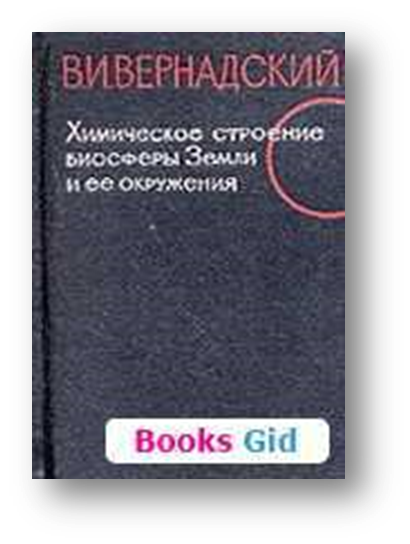 В.И.ВЕРНАДСКИЙ
Химическое строение
биосферы Земли
и ее окружения
Books Gid